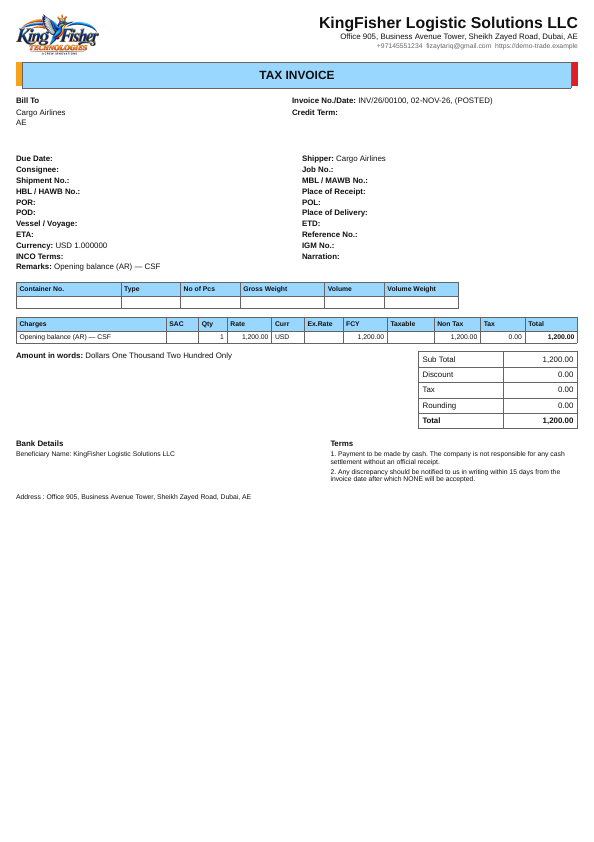 King Fisher
TECHNOLOGIES
KingFisher Logistic Solutions LLC
Office 905, Business Avenue Tower, Sheikh Zayed Road, Dubai, AE
+97145551234 fizaytariq@gmail.com https://demo-trade.example
TAX INVOICE
Bill To
Cargo Airlines
AE
Invoice No./Date: INV/26/00100, 02-NOV-26, (POSTED)
Credit Term:
Due Date:
Shipper: Cargo Airlines
Consignee:
Job No.:
Shipment No.:
MBL / MAWB No.:
HBL / HAWB No.:
Place of Receipt:
POR:
POL:
POD:
Place of Delivery:
Vessel / Voyage:
ETD:
ETA:
Reference No.:
Currency: USD 1.000000
IGM No.:
INCO Terms:
Narration:
Remarks: Opening balance (AR) — CSF
Container No. Type No of Pcs Gross Weight Volume Volume Weight
Charges SAC Qty Rate Curr Ex.Rate FCY Taxable Non Tax Tax Total
Opening balance (AR) — CSF 1 1,200.00 USD 1,200.00 1,200.00 0.00 1,200.00
Amount in words: Dollars One Thousand Two Hundred Only
Sub Total 1,200.00
Discount 0.00
Tax 0.00
Rounding 0.00
Total 1,200.00
Bank Details
Beneficiary Name: KingFisher Logistic Solutions LLC
Terms
1. Payment to be made by cash. The company is not responsible for any cash
settlement without an official receipt.
2. Any discrepancy should be notified to us in writing within 15 days from the
invoice date after which NONE will be accepted.
Address : Office 905, Business Avenue Tower, Sheikh Zayed Road, Dubai, AE